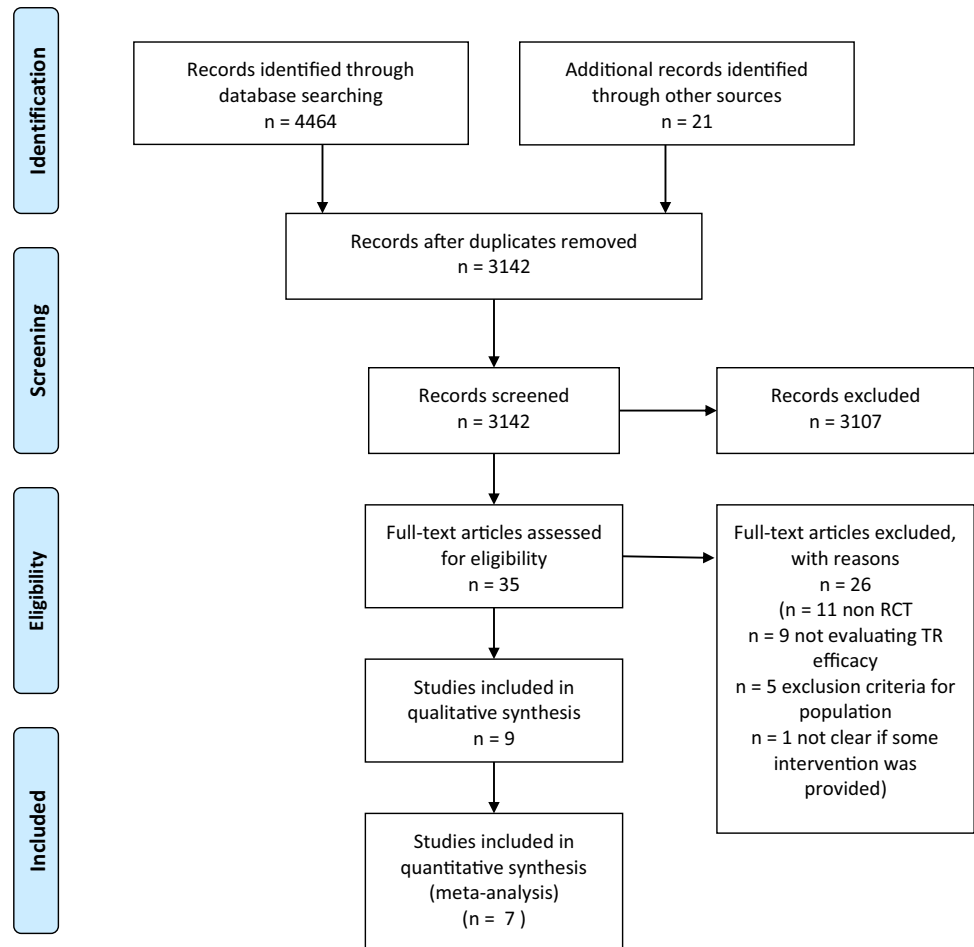 Identification
Records identified through
database searching
n = 4464
Additional records identified
through other sources
n = 21
Records after duplicates removed
n = 3142
Screening
Records screened
n = 3142
Records excluded
n = 3107
Eligibility
Full-text articles assessed
for eligibility
n = 35
Full-text articles excluded,
with reasons
n = 26
(n = 11 non RCT
n = 9 not evaluating TR
efficacy
n = 5 exclusion criteria for
population
n = 1 not clear if some
intervention was
provided)
Studies included in
qualitative synthesis
n = 9
Included
Studies included in
quantitative synthesis
(meta-analysis)
(n = 7 )